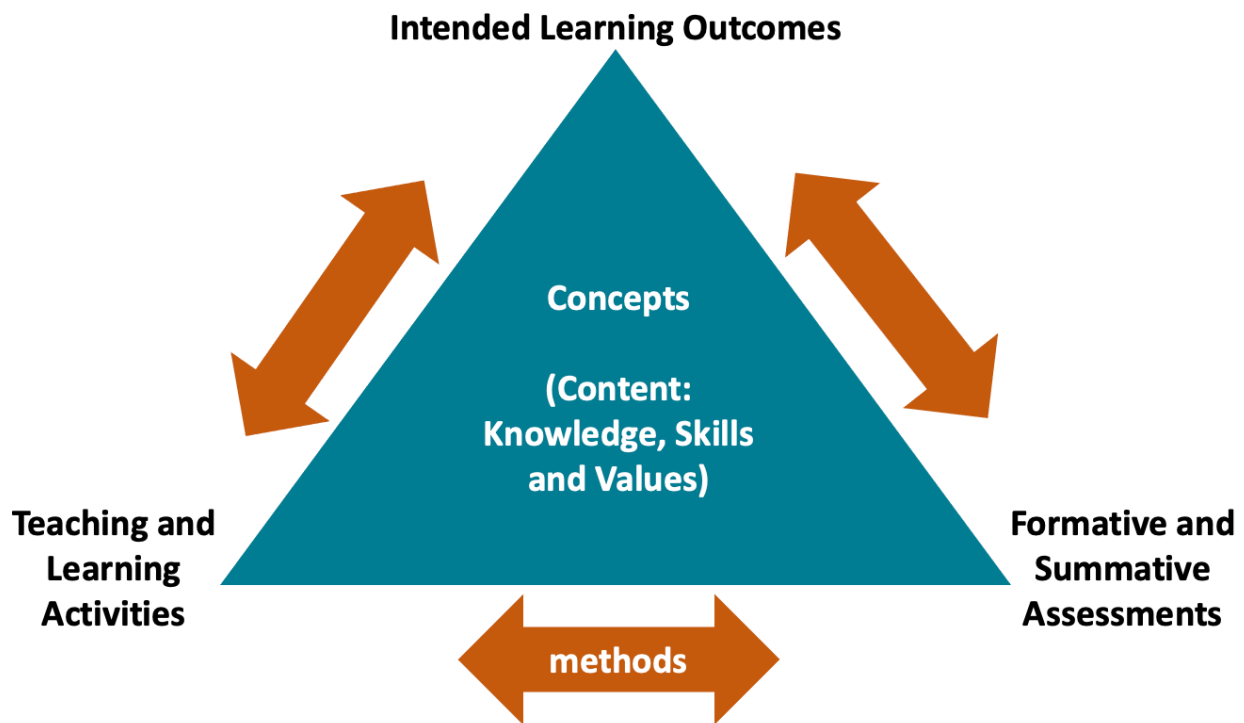 Intended Learning Outcomes
Concepts
(Content:
Knowledge, Skills
and Values)
Teaching and
Learning
Activities
Formative and
Summative
Assessments
methods